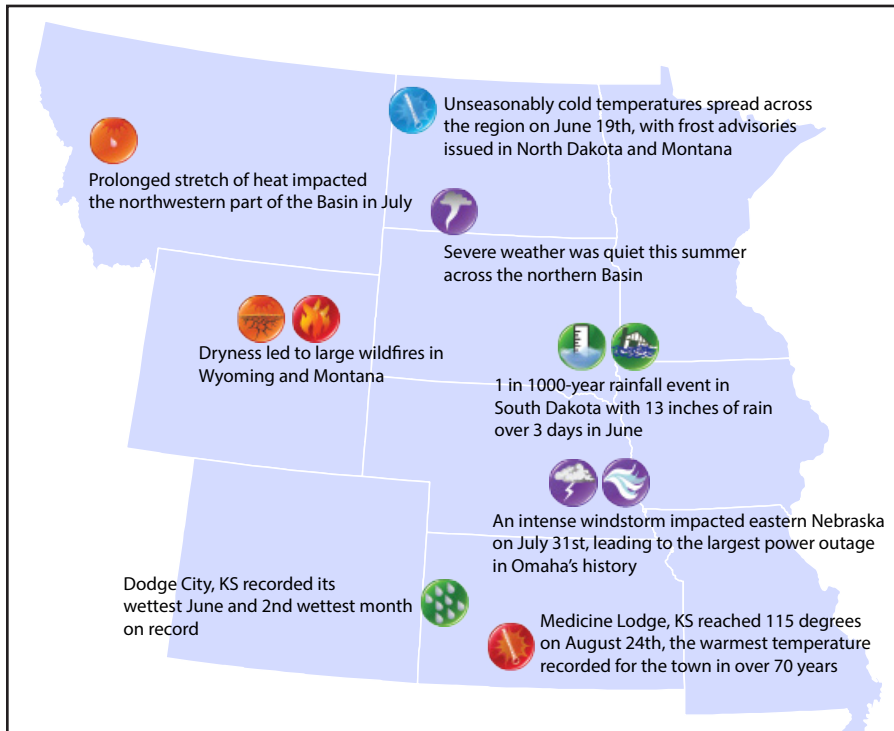 Unseasonably cold temperatures spread across
the region on June 19th, with frost advisories
issued in North Dakota and Montana
Prolonged stretch of heat impacted
the northwestern part of the Basin in July
Severe weather was quiet this summer
across the northern Basin
Dryness led to large wildfires in
Wyoming and Montana
1 in 1000-year rainfall event in
South Dakota with 13 inches of rain
over 3 days in June
An intense windstorm impacted eastern Nebraska
on July 31st, leading to the largest power outage
in Omaha’s history
Dodge City, KS recorded its
wettest June and 2nd wettest month
on record
Medicine Lodge, KS reached 115 degrees
on August 24th, the warmest temperature
recorded for the town in over 70 years